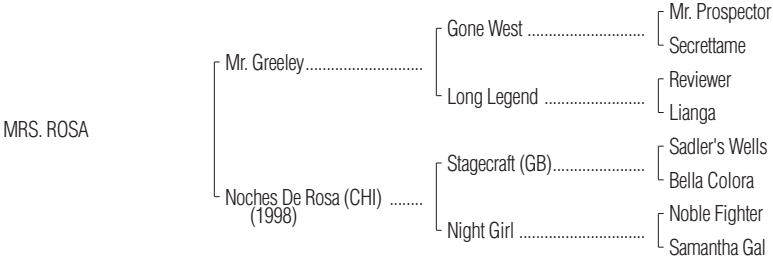 Mr. Prospector
Gone West ............................
Secrettame
Mr. Greeley............................
Reviewer
Long Legend ........................
Lianga
MRS. ROSA
Sadler's Wells
Stagecraft (GB)......................
Bella Colora
Noches De Rosa (CHI) ........
(1998)
Noble Fighter
Night Girl ..............................
Samantha Gal